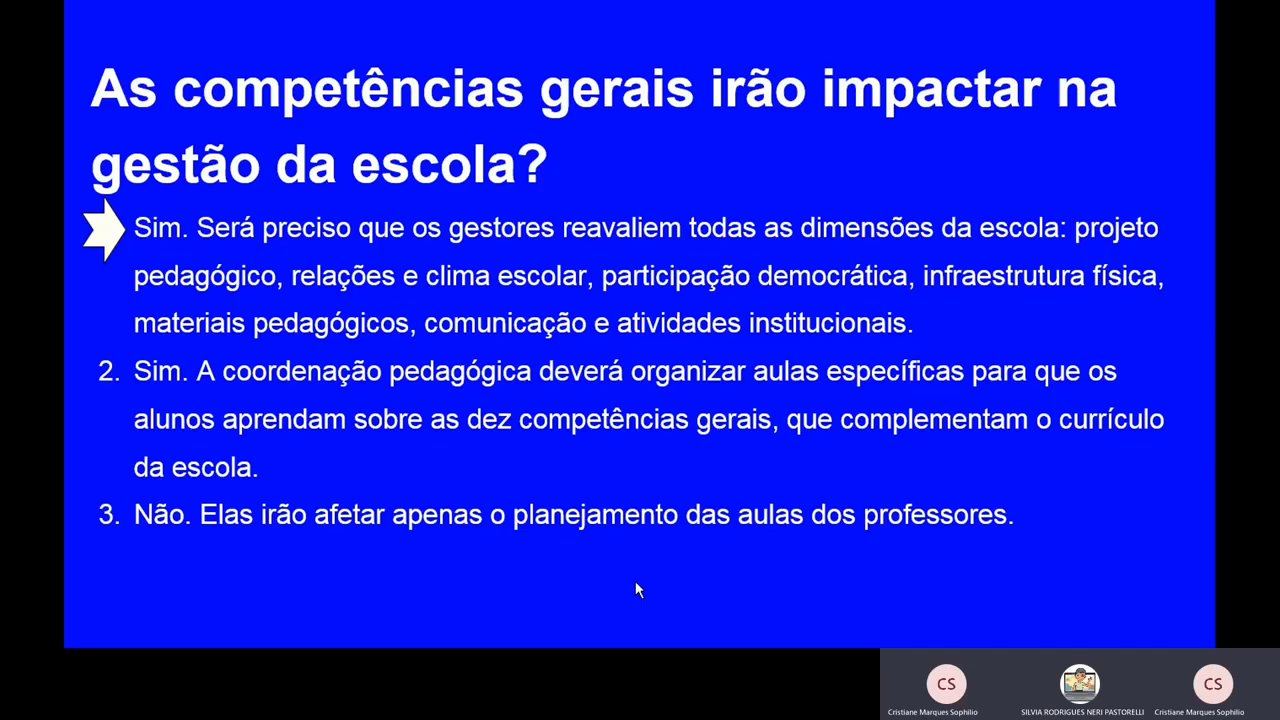 As competências gerais irão impactar na
gestão da escola?
Sim. Será preciso que os gestores reavaliem todas as dimensões da escola: projeto
pedagógico, relações e clima escolar, participação democrática, infraestrutura física,
materiais pedagógicos, comunicação e atividades institucionais.
2. Sim. A coordenação pedagógica deverá organizar aulas específicas para que os
alunos aprendam sobre as dez competências gerais, que complementam o currículo
da escola.
3. Não. Elas irão afetar apenas o planejamento das aulas dos professores.
CS
CS
Cristiane Marques Sophilio
SILVIA RODRIGUES NERI PASTORELLI
Cristiane Marques Sophilio